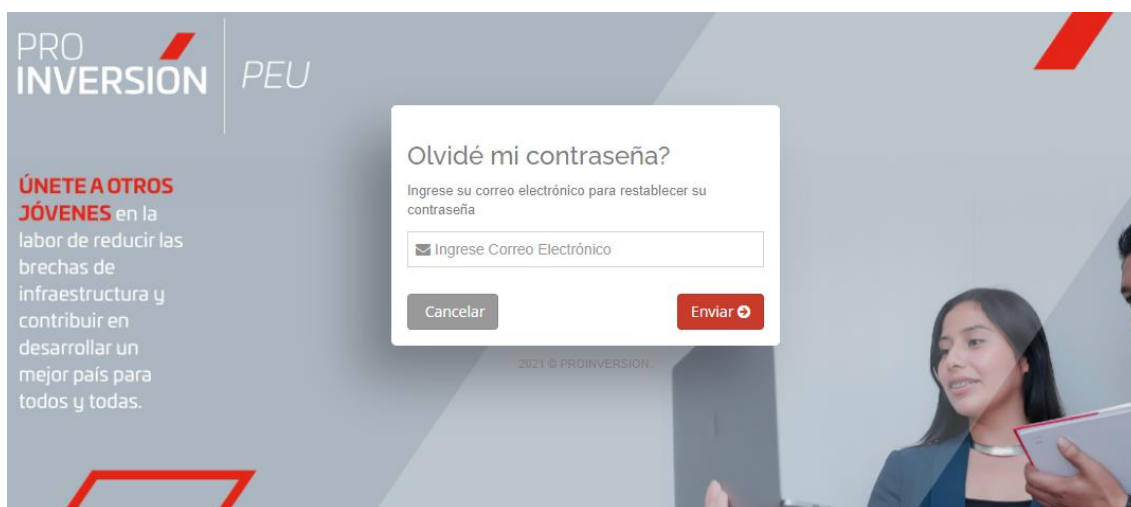 PRO
INVERSIÓN
PEU
ÚNETE A OTROS
JÓVENES en la
labor de reducir las
brechas de
infraestructura y
contribuir en
desarrollar un
mejor país para
todos y todas.
Olvidé mi contraseña?
Ingrese su correo electrónico para restablecer su
contraseña
Ingrese Correo Electrónico
Cancelar
Enviar
2021 © PROINVERSION.